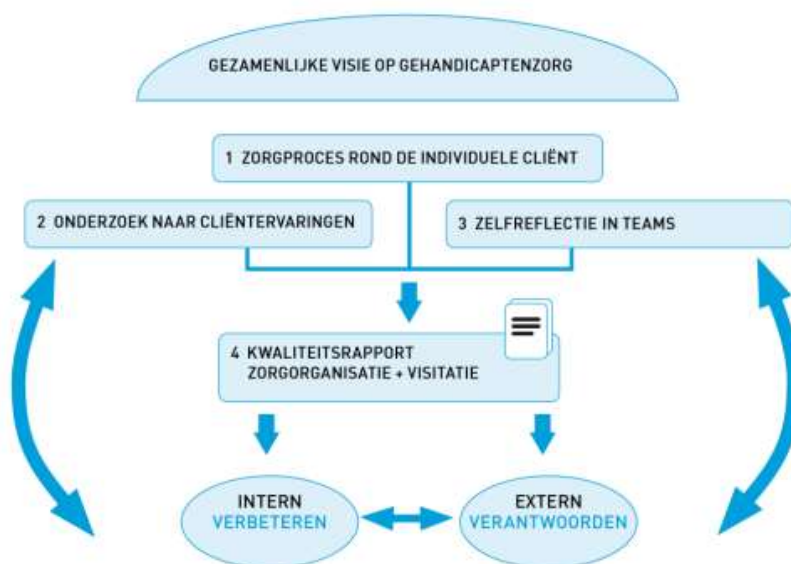 GEZAMENLIJKE VISIE OP GEHANDICAPTENZORG
1 ZORGPROCES ROND DE INDIVIDUELE CLIËNT
2 ONDERZOEK NAAR CLIËNTERVARINGEN
3 ZELFREFLECTIE IN TEAMS
4 KWALITEITSRAPPORT
ZORGORGANISATIE + VISITATIE
INTERN
VERBETEREN
EXTERN
VERANTWOORDEN